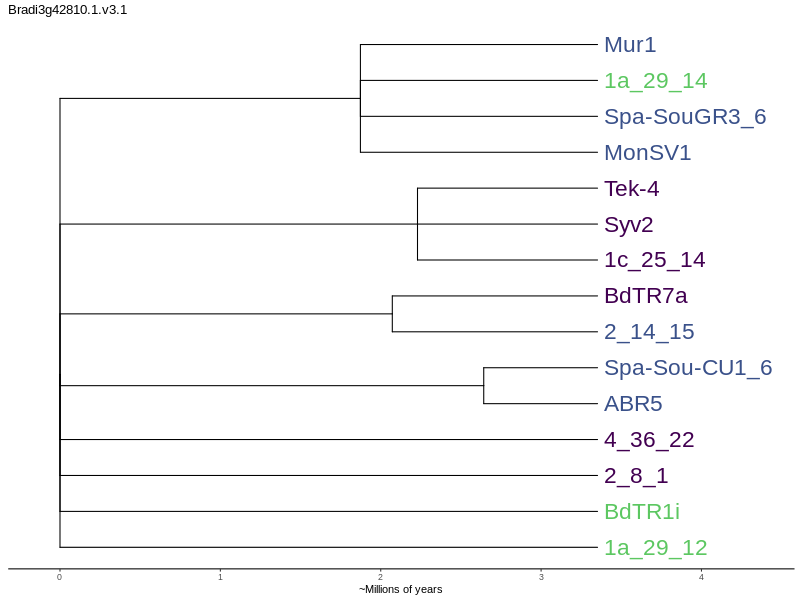 Bradi3g42810.1.v3.1
Mur1
1a_29_14
Spa-SouGR3_6
MonSV1
Tek-4
Syv2
1c_25_14
BdTR7a
2_14_15
Spa-Sou-CU1_6
ABR5
4_36_22
2_8_1
BdTR1i
1a_29_12
0 1 2 3 4
~Millions of years